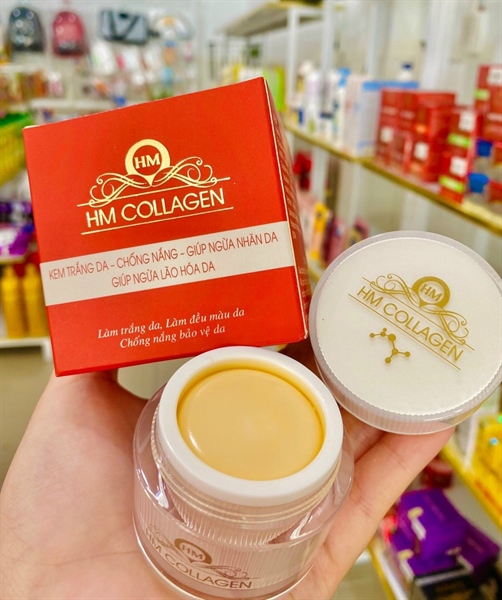 HM
HM COLLAGEN
KEM TRẮNG DA – CHỐNG NẮNG – GIÚP NGỪA NHĂN DA
GIÚP NGỪA LÃO HÓA DA
Làm trắng da, Làm đều màu da
Chống nắng bảo vệ da
HM
HM COLLAGEN
HM
HM COLLAGEN